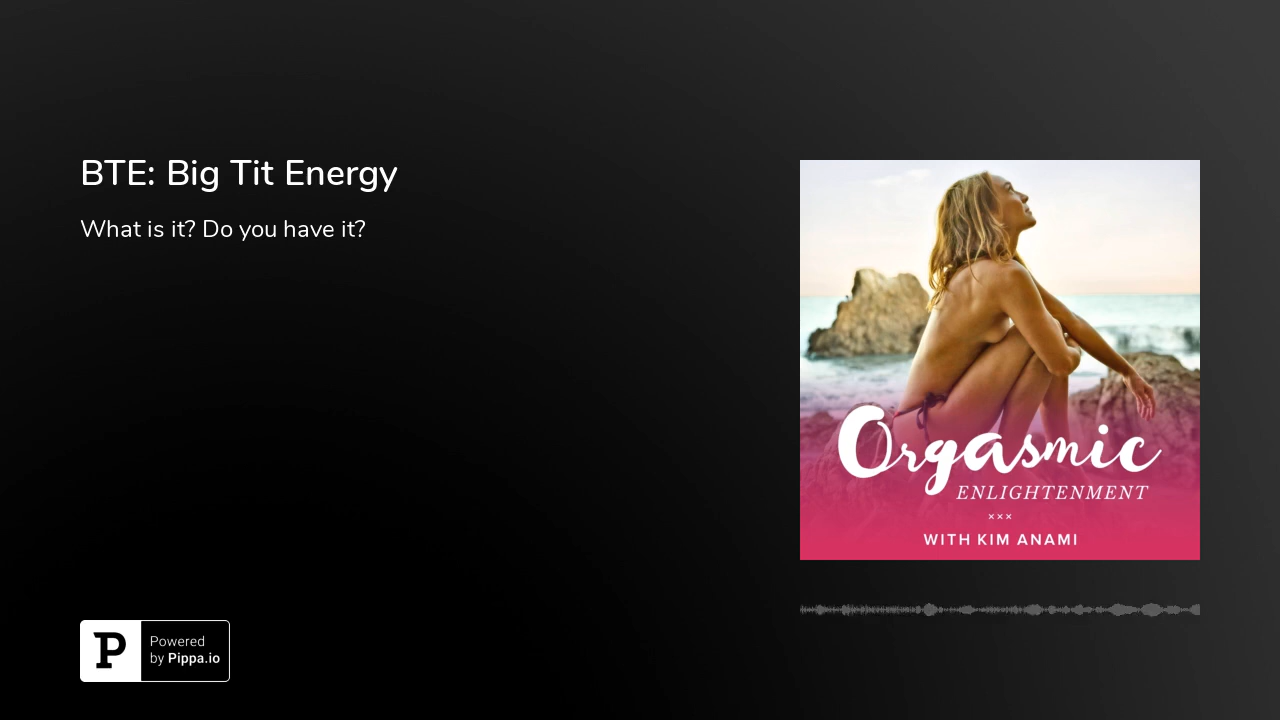 BTE: Big Tit Energy
What is it? Do you have it?
Orgasmic
ENLIGHTENMENT
×××
WITH KIM ANAMI
P
Powered
by Pippa.io